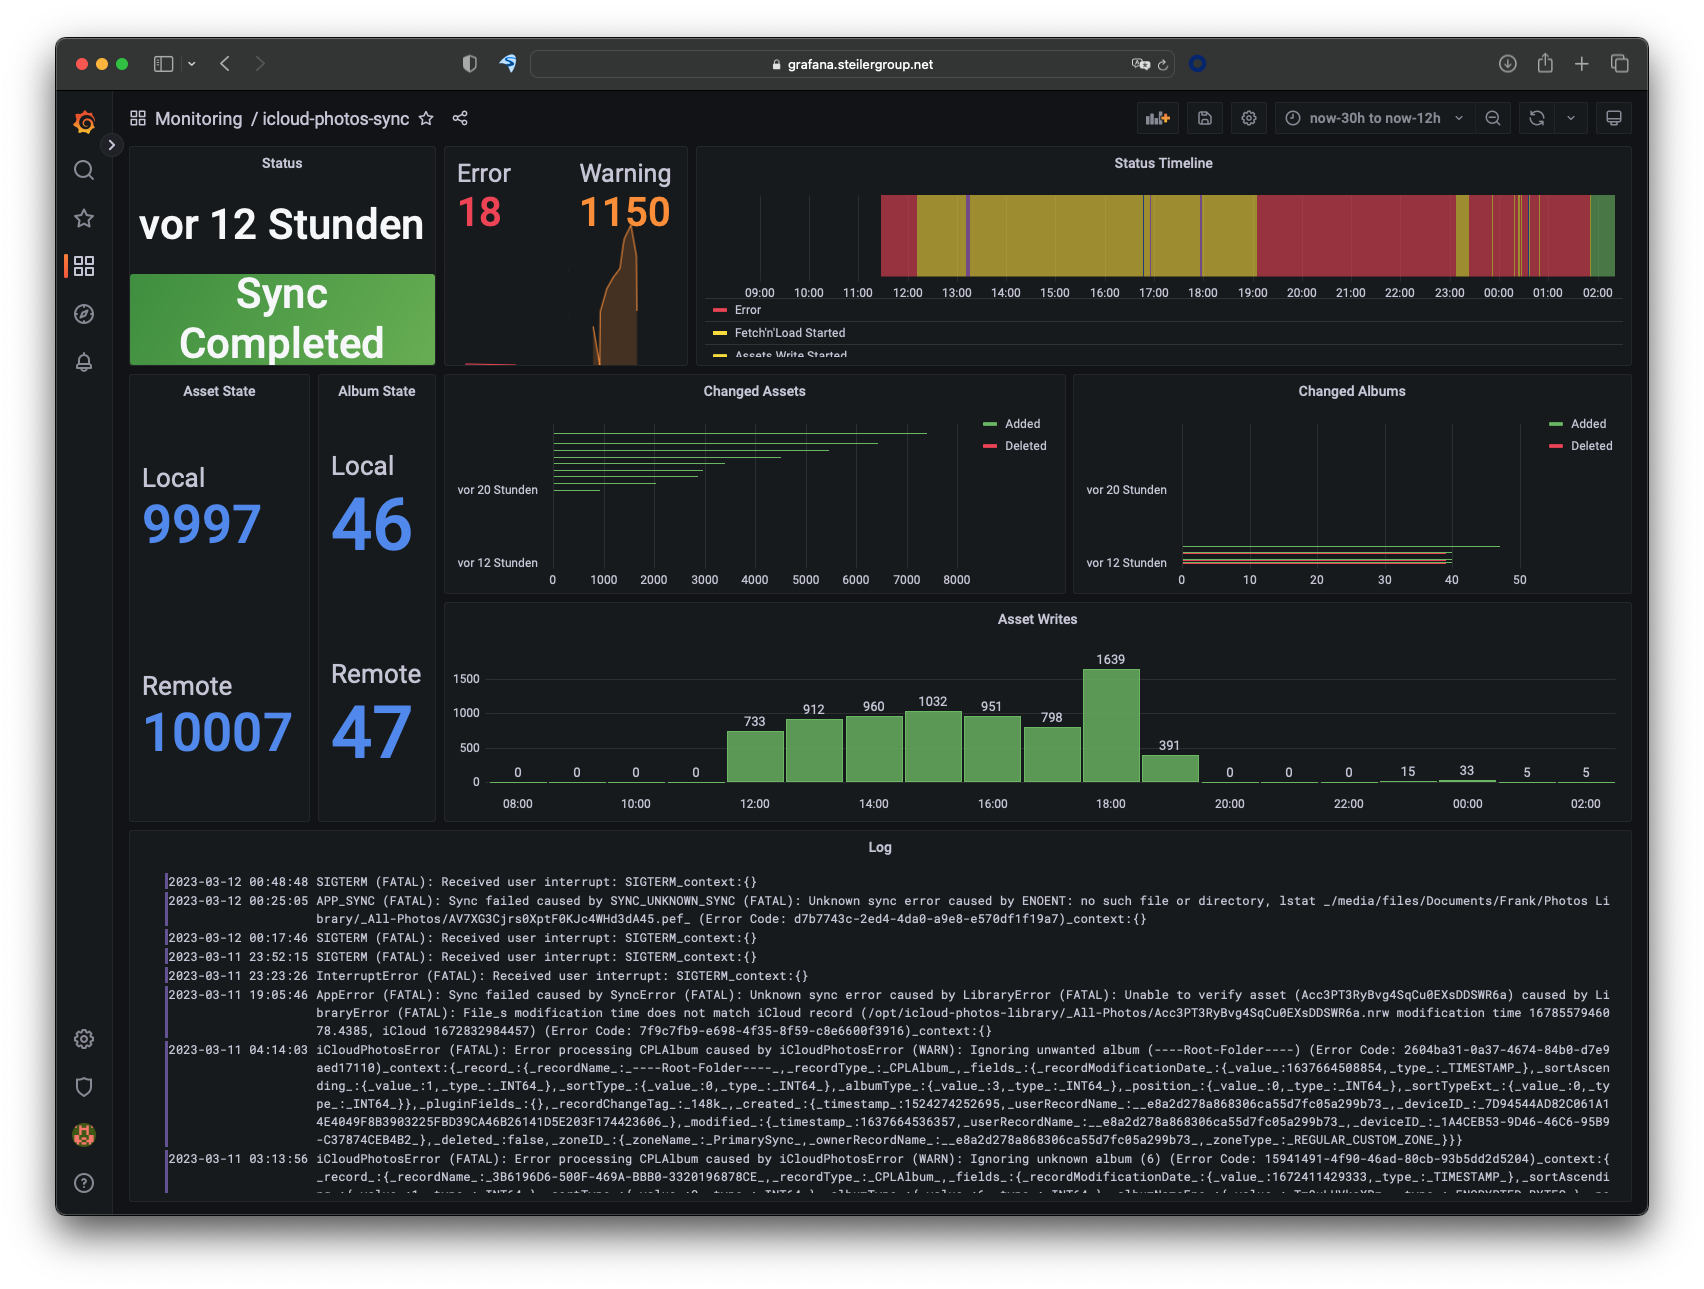 grafana.steilergroup.net
Monitoring / icloud-photos-sync
now-30h to now-12h
Status
vor 12 Stunden
Sync
Completed
Error
18
Warning
1150
Status Timeline
09:00 10:00 11:00 12:00 13:00 14:00 15:00 16:00 17:00 18:00 19:00 20:00 21:00 22:00 23:00 00:00 01:00 02:00
Error
Fetch'n'Load Started
Assets Write Started
Asset State
Local
9997
Remote
10007
Album State
Local
46
Remote
47
Changed Assets
Added
Deleted
vor 20 Stunden
vor 12 Stunden
0 1000 2000 3000 4000 5000 6000 7000 8000
Changed Albums
Added
Deleted
vor 20 Stunden
vor 12 Stunden
0 10 20 30 40 50
Asset Writes
1500
1000
500
0
0 0 0 0 733 912 960 1032 951 798 1639 391 0 0 0 15 33 5 5
08:00 10:00 12:00 14:00 16:00 18:00 20:00 22:00 00:00 02:00
Log
2023-03-12 00:48:48 SIGTERM (FATAL): Received user interrupt: SIGTERM_context:{}
2023-03-12 00:25:05 APP_SYNC (FATAL): Sync failed caused by SYNC_UNKNOWN_SYNC (FATAL): Unknown sync error caused by ENOENT: no such file or directory, lstat _/media/files/Documents/Frank/Photos Li
brary/_All-Photos/AV7XG3Cjrs0XptF0KJc4WHd3dA45.pef_ (Error Code: d7b7743c-2ed4-4da0-a9e8-e570df1f19a7)_context:{}
2023-03-12 00:17:46 SIGTERM (FATAL): Received user interrupt: SIGTERM_context:{}
2023-03-11 23:52:15 SIGTERM (FATAL): Received user interrupt: SIGTERM_context:{}
2023-03-11 23:23:26 InterruptError (FATAL): Received user interrupt: SIGTERM_context:{}
2023-03-11 19:05:46 AppError (FATAL): Sync failed caused by SyncError (FATAL): Unknown sync error caused by LibraryError (FATAL): Unable to verify asset (Acc3PT3RyBvg4SqCu0EXsDDSWR6a) caused by Li
braryError (FATAL): File_s modification time does not match iCloud record (/opt/icloud-photos-library/_All-Photos/Acc3PT3RyBvg4SqCu0EXsDDSWR6a.nrw modification time 16785579460
78.4385, iCloud 1672832984457) (Error Code: 7f9c7fb9-e698-4f35-8f59-c8e6600f3916)_context:{}
2023-03-11 04:14:03 iCloudPhotosError (FATAL): Error processing CPLAlbum caused by iCloudPhotosError (WARN): Ignoring unwanted album (----Root-Folder----) (Error Code: 2604ba31-0a37-4674-84b0-d7e9
aed17110)_context:{_record_:{_recordName_:_----Root-Folder----_,_recordType_:_CPLAlbum_,_fields_:{_recordModificationDate_:{_value_:1637664508854,_type_:_TIMESTAMP_},_sortAscen
ding_:{_value_:1,_type_:_INT64_},_sortType_:{_value_:0,_type_:_INT64_},_albumType_:{_value_:3,_type_:_INT64_},_position_:{_value_:0,_type_:_INT64_},_sortTypeExt_:{_value_:0,_ty
pe_:_INT64_}},_pluginFields_:{},_recordChangeTag_:_148k_,_created_:{_timestamp_:1524274252695,_userRecordName_:__e8a2d278a868306ca55d7fc05a299b73_,_deviceID_:_7D94544AD82C061A1
4E4049F8B3903225FBD39CA46B26141D5E203F174423606_},_modified_:{_timestamp_:1637664536357,_userRecordName_:__e8a2d278a868306ca55d7fc05a299b73_,_deviceID_:_1A4CEB53-9D46-46C6-95B9
-C37874CEB4B2_},_deleted_:false,_zoneID_:{_zoneName_:_PrimarySync_,_ownerRecordName_:__e8a2d278a868306ca55d7fc05a299b73_,_zoneType_:_REGULAR_CUSTOM_ZONE_}}}
2023-03-11 03:13:56 iCloudPhotosError (FATAL): Error processing CPLAlbum caused by iCloudPhotosError (WARN): Ignoring unknown album (6) (Error Code: 15941491-4f90-46ad-80cb-93b5dd2d5204)_context:{
_record_:{_recordName_:_3B6196D6-500F-469A-BBB0-3320196878CE_,_recordType_:_CPLAlbum_,_fields_:{_recordModificationDate_:{_value_:1672411429333,_type_:_TIMESTAMP_},_sortAscendi